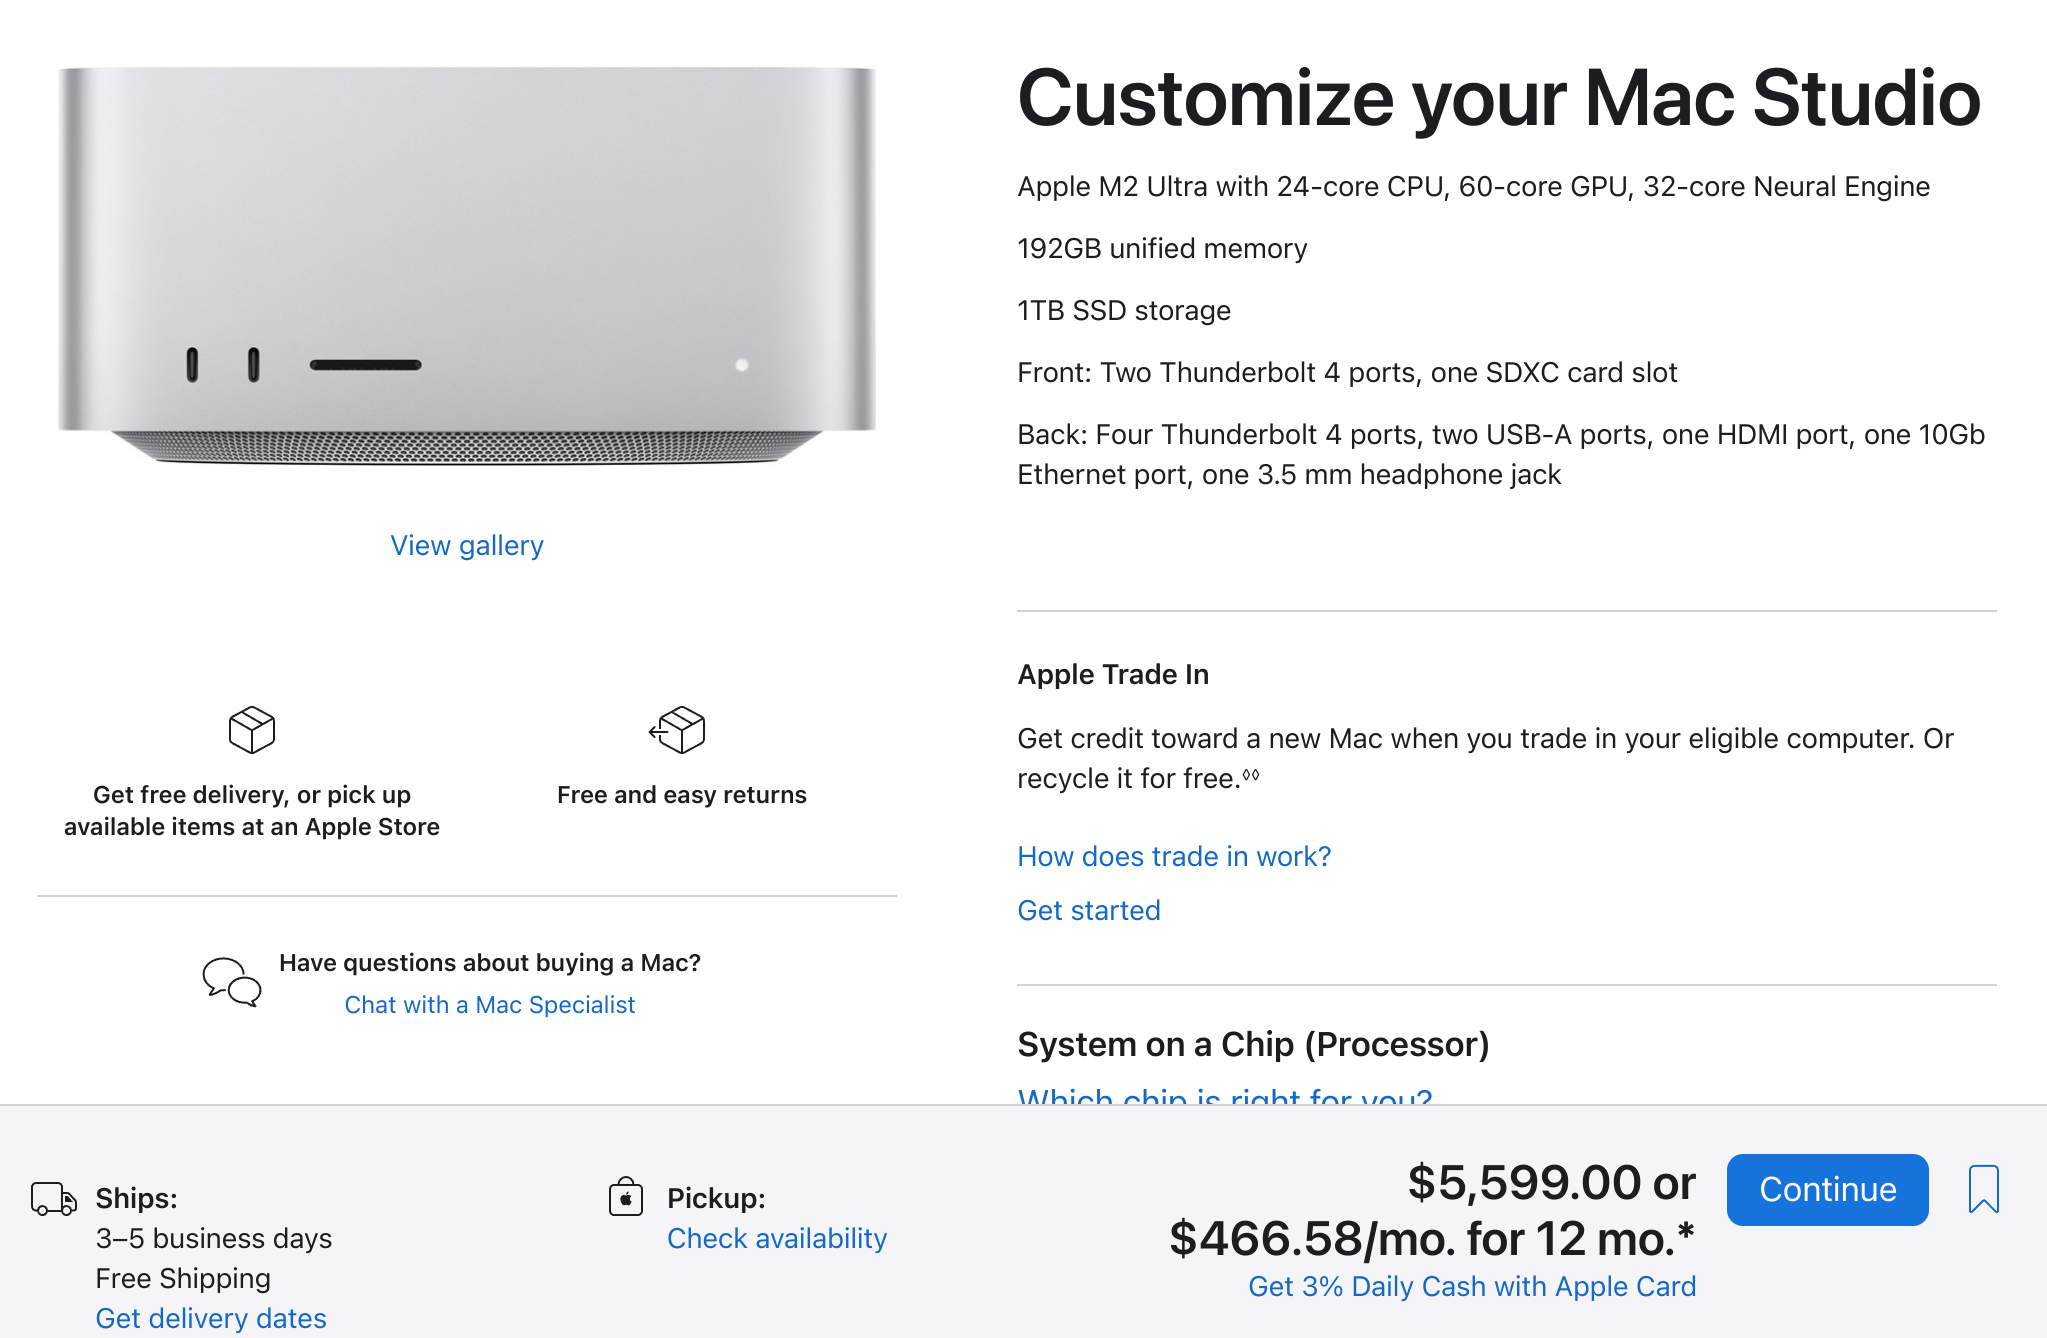 Customize your Mac Studio
Apple M2 Ultra with 24-core CPU, 60-core GPU, 32-core Neural Engine
192GB unified memory
1TB SSD storage
Front: Two Thunderbolt 4 ports, one SDXC card slot
Back: Four Thunderbolt 4 ports, two USB-A ports, one HDMI port, one 10Gb
Ethernet port, one 3.5 mm headphone jack
View gallery
Get free delivery, or pick up
available items at an Apple Store
Free and easy returns
Have questions about buying a Mac?
Chat with a Mac Specialist
Apple Trade In
Get credit toward a new Mac when you trade in your eligible computer. Or
recycle it for free.◊◊
How does trade in work?
Get started
System on a Chip (Processor)
Which chip is right for you?
Ships:
3–5 business days
Free Shipping
Get delivery dates
Pickup:
Check availability
$5,599.00 or
$466.58/mo. for 12 mo.*
Get 3% Daily Cash with Apple Card
Continue